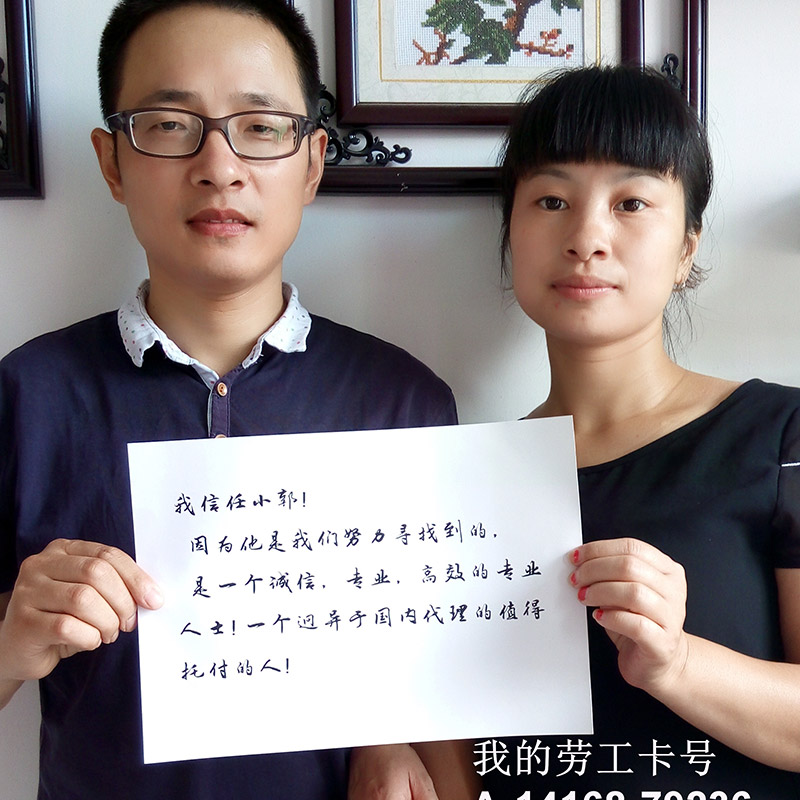 我信任小郭!
因为他是我们努力寻找到的,
是一个诚信,专业,高效的专业
人士!一个迥异于国内代理的值得
托付的人!
我的劳工卡号